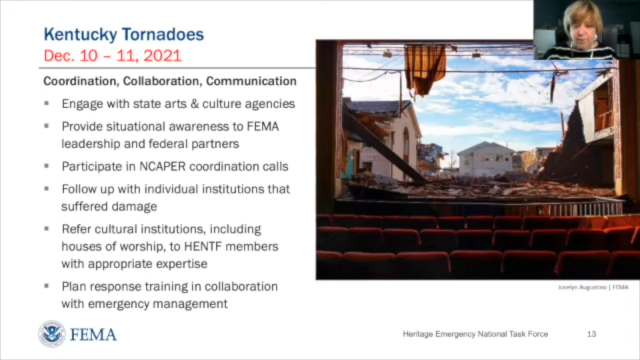 Kentucky Tornadoes
Dec. 10 – 11, 2021
Coordination, Collaboration, Communication
Engage with state arts & culture agencies
Provide situational awareness to FEMA
leadership and federal partners
Participate in NCAPER coordination calls
Follow up with individual institutions that
suffered damage
Refer cultural institutions, including
houses of worship, to HENTF members
with appropriate expertise
Plan response training in collaboration
with emergency management
Jocelyn Augustino | FEMA
FEMA
Heritage Emergency National Task Force
13